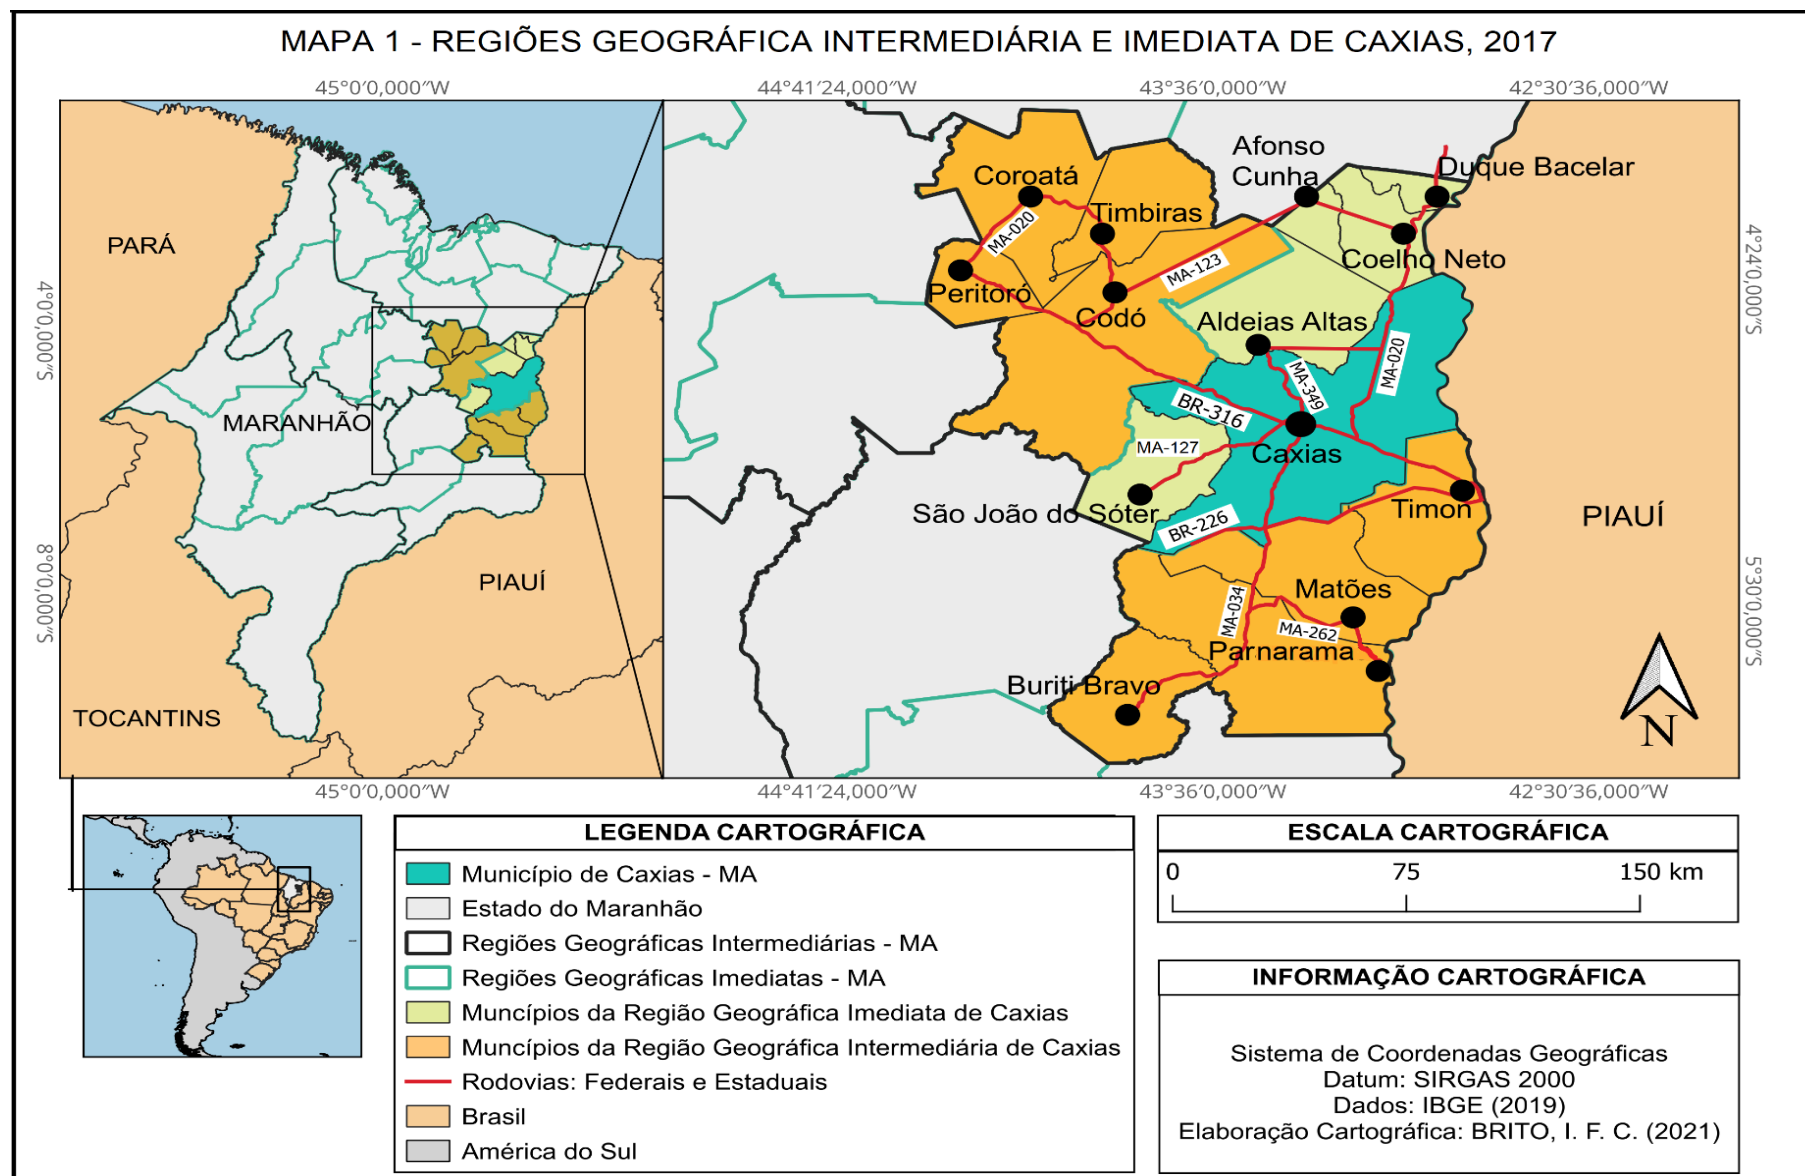 MAPA 1 - REGIÕES GEOGRÁFICA INTERMEDIÁRIA E IMEDIATA DE CAXIAS, 2017
45°0′0,000″W
44°41′24,000″W
43°36′0,000″W
42°30′36,000″W
4°0′0,000″S
8°0′0,000″S
PARÁ
MARANHÃO
PIAUÍ
TOCANTINS
Afonso
Cunha
Duque Bacelar
Coroatá
Timbiras
MA-020
Coelho Neto
MA-123
Peritoró
Codó
Aldeias Altas
MA-349
MA-020
BR-316
MA-127
Caxias
São João do Sóter
BR-226
Timon
PIAUÍ
Matões
MA-034
MA-262
Parnarama
Buriti Bravo
N
4°24′0,000″S
5°30′0,000″S
45°0′0,000″W
44°41′24,000″W
43°36′0,000″W
42°30′36,000″W
LEGENDA CARTOGRÁFICA
Município de Caxias - MA
Estado do Maranhão
Regiões Geográficas Intermediárias - MA
Regiões Geográficas Imediatas - MA
Muncípios da Região Geográfica Imediata de Caxias
Muncípios da Região Geográfica Intermediária de Caxias
Rodovias: Federais e Estaduais
Brasil
América do Sul
ESCALA CARTOGRÁFICA
0 75 150 km
INFORMAÇÃO CARTOGRÁFICA
Sistema de Coordenadas Geográficas
Datum: SIRGAS 2000
Dados: IBGE (2019)
Elaboração Cartográfica: BRITO, I. F. C. (2021)